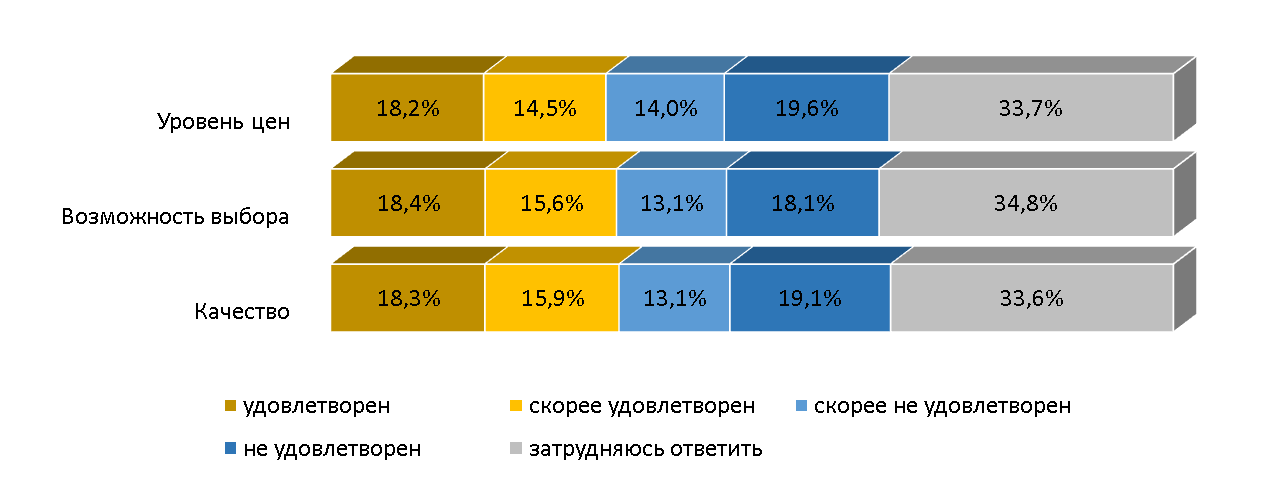 Уровень цен 18,2% 14,5% 14,0% 19,6% 33,7%
Возможность выбора 18,4% 15,6% 13,1% 18,1% 34,8%
Качество 18,3% 15,9% 13,1% 19,1% 33,6%
удовлетворен скорее удовлетворен скорее не удовлетворен
не удовлетворен затрудняюсь ответить